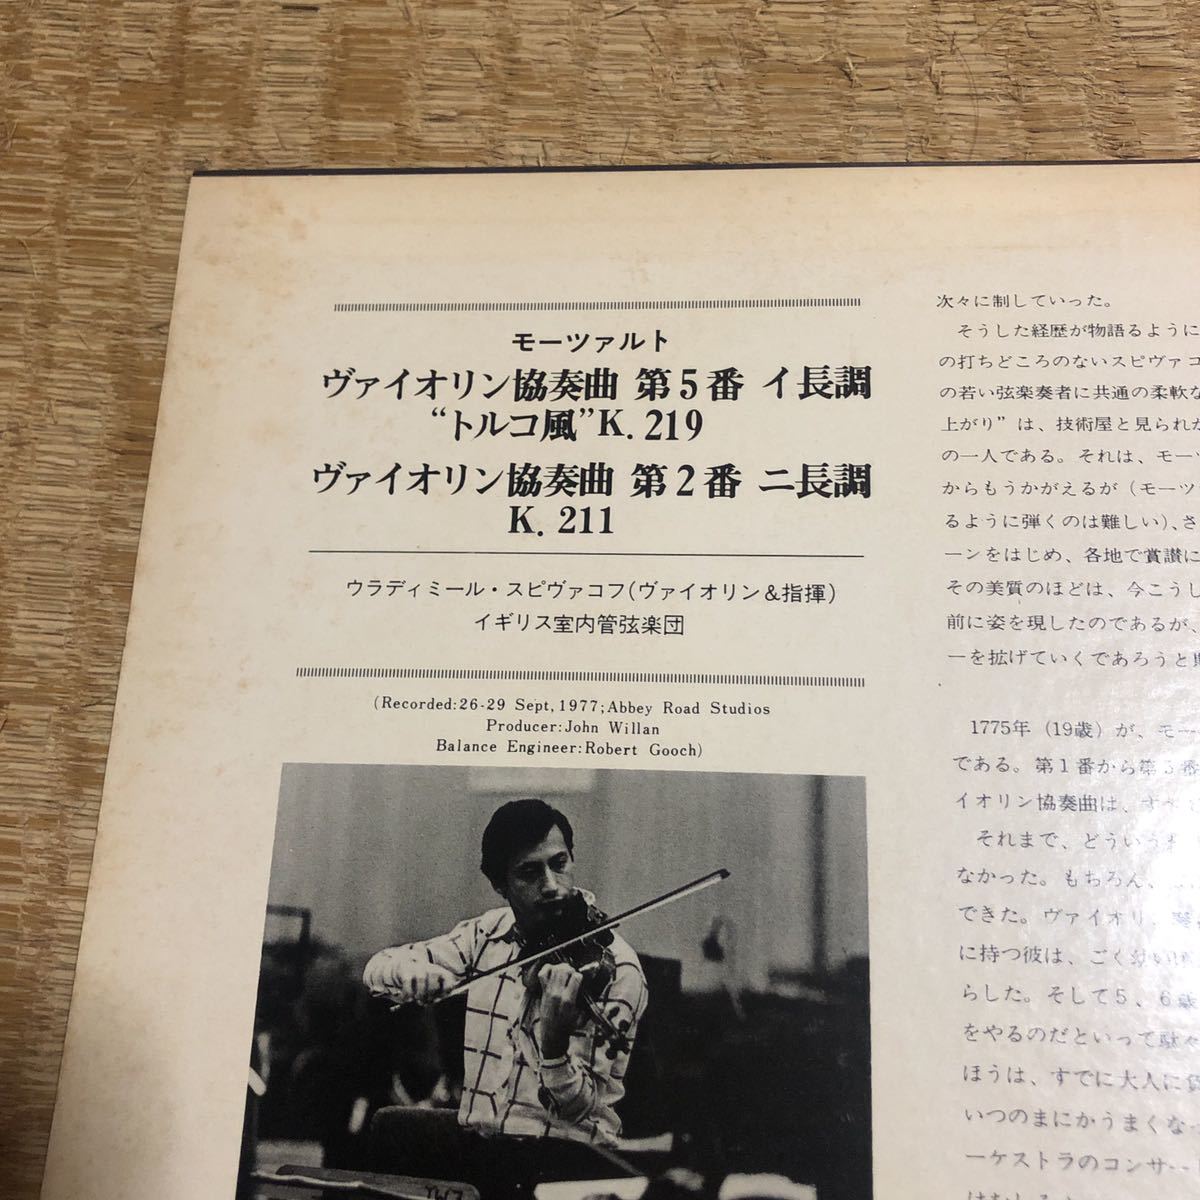 モーツァルト
ヴァイオリン協奏曲 第5番 イ長調
“トルコ風”K. 219
ヴァイオリン協奏曲 第2番 ニ長調
K. 211
ウラディミール・スピヴァコフ(ヴァイオリン&指揮)
イギリス室内管弦楽団
(Recorded:26-29 Sept, 1977;Abbey Road Studios
Producer:John Willan
Balance Engineer:Robert Gooch)
次々に制していった。
そうした経歴が物語るように
の打ちどころのないスピヴァコ
の若い弦楽奏者に共通の柔軟な
上がり”は、技術屋と見られか
の一人である。それは、モー
からもうかがえるが(モーツ
るように弾くのは難しい)、さ
ーンをはじめ、各地で賞讃に
その美質のほどは、今こうし
前に姿を現したのであるが、
ーを拡げていくであろうと
1775年(19歳)が、モー
である。第1番から第5番
イオリン協奏曲は、すべ
それまで、どういう
なかった。もちろん、
できた。ヴァイオリ
に持つ彼は、ごく幼い
らした。そして5、6歳
をやるのだといって駄々
ほうは、すでに大人に
いつのまにかうまくな
ーケストラのコンサー